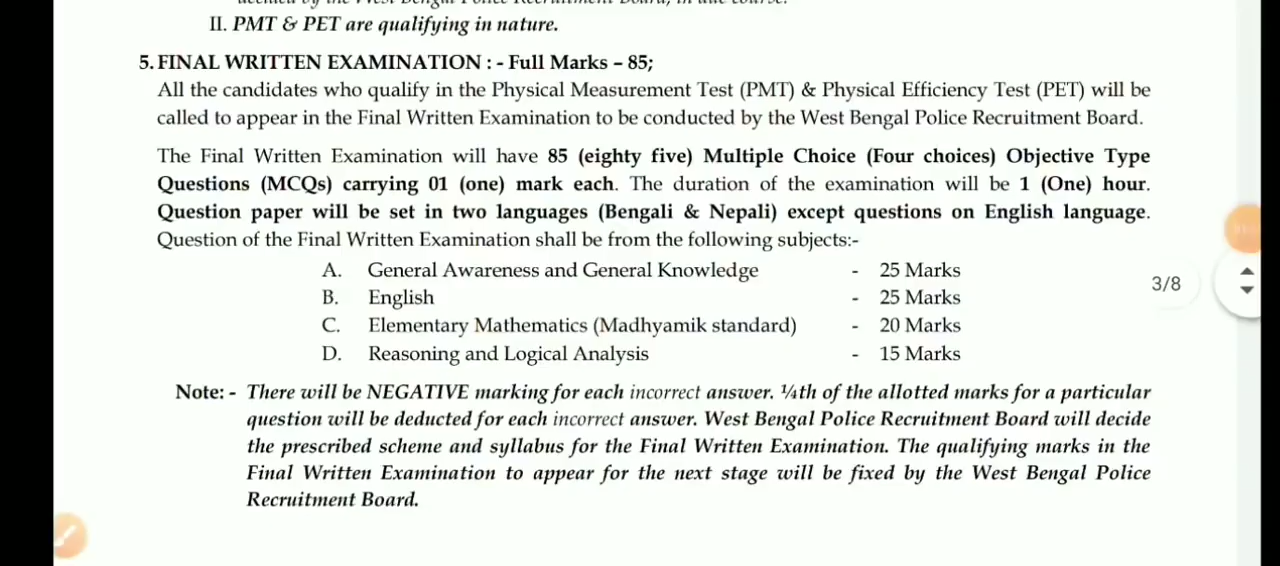 II. PMT & PET are qualifying in nature.
5. FINAL WRITTEN EXAMINATION : - Full Marks – 85;
All the candidates who qualify in the Physical Measurement Test (PMT) & Physical Efficiency Test (PET) will be
called to appear in the Final Written Examination to be conducted by the West Bengal Police Recruitment Board.
The Final Written Examination will have 85 (eighty five) Multiple Choice (Four choices) Objective Type
Questions (MCQs) carrying 01 (one) mark each. The duration of the examination will be 1 (One) hour.
Question paper will be set in two languages (Bengali & Nepali) except questions on English language.
Question of the Final Written Examination shall be from the following subjects:-
A. General Awareness and General Knowledge - 25 Marks
B. English - 25 Marks
C. Elementary Mathematics (Madhyamik standard) - 20 Marks
D. Reasoning and Logical Analysis - 15 Marks
3/8
Note: - There will be NEGATIVE marking for each incorrect answer. ¼th of the allotted marks for a particular
question will be deducted for each incorrect answer. West Bengal Police Recruitment Board will decide
the prescribed scheme and syllabus for the Final Written Examination. The qualifying marks in the
Final Written Examination to appear for the next stage will be fixed by the West Bengal Police
Recruitment Board.